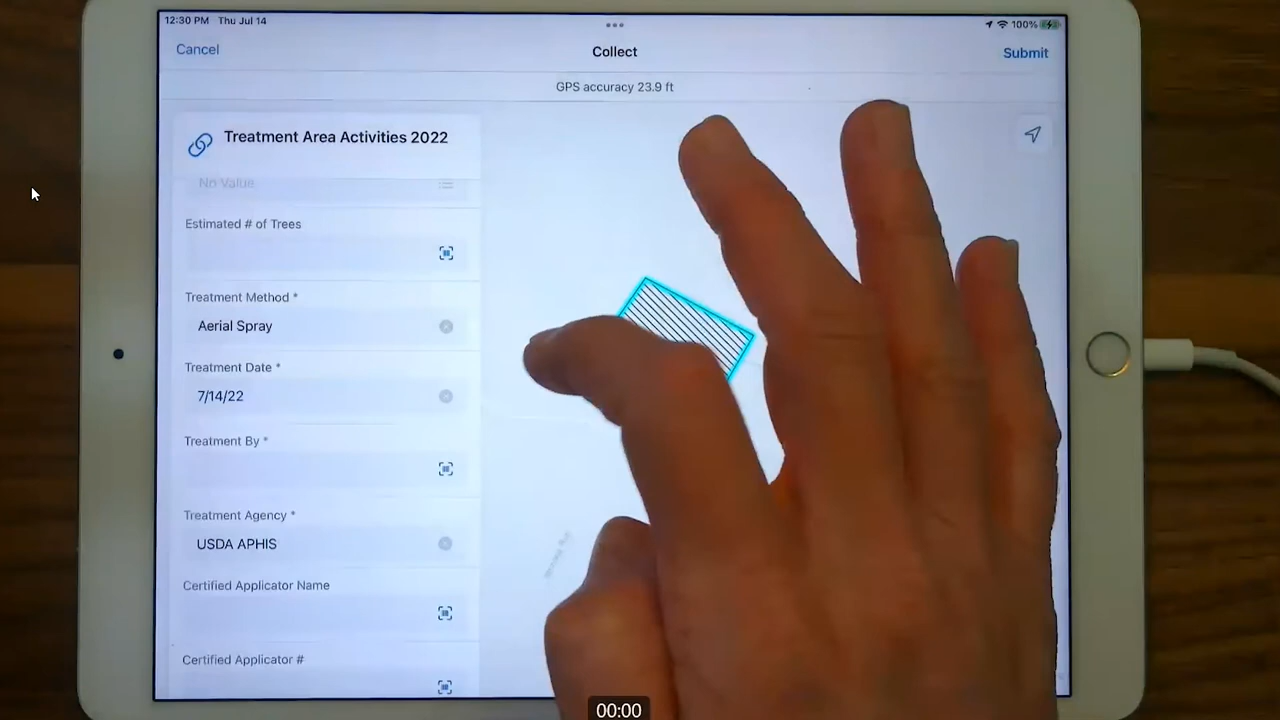 12:30 PM Thu Jul 14
100%
Cancel
Collect
Submit
GPS accuracy 23.9 ft
Treatment Area Activities 2022
No Value
Estimated # of Trees
Treatment Method *
Aerial Spray
Treatment Date *
7/14/22
Treatment By *
Treatment Agency *
USDA APHIS
Certified Applicator Name
Certified Applicator #
00:00